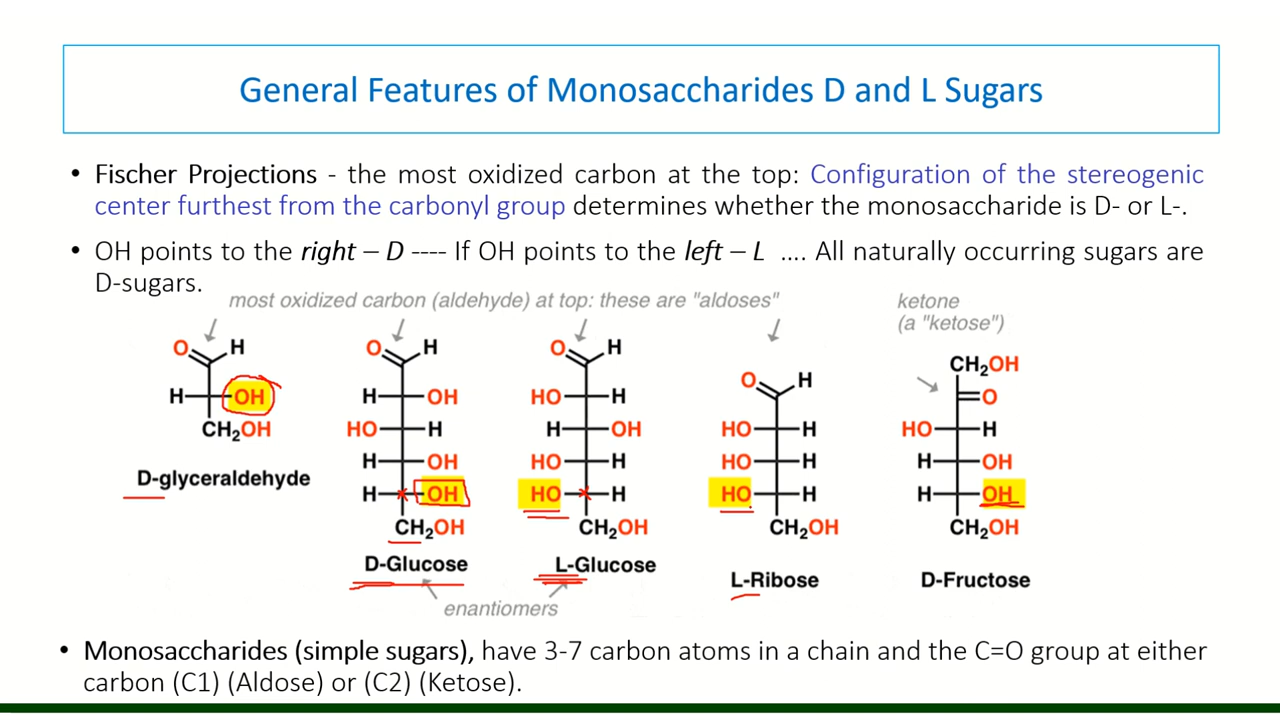 General Features of Monosaccharides D and L Sugars
• Fischer Projections - the most oxidized carbon at the top: Configuration of the stereogenic
center furthest from the carbonyl group determines whether the monosaccharide is D- or L-.
• OH points to the right – D ---- If OH points to the left – L .... All naturally occurring sugars are
D-sugars.
most oxidized carbon (aldehyde) at top: these are "aldoses"
ketone
(a "ketose")
O H
H OH
CH2OH
D-glyceraldehyde
O H
H OH
HO H
H OH
H OH
CH2OH
D-Glucose
O H
HO H
H OH
HO H
HO H
CH2OH
L-Glucose
enantiomers
O H
HO H
HO H
HO H
CH2OH
L-Ribose
CH2OH
O
HO H
H OH
H OH
CH2OH
D-Fructose
• Monosaccharides (simple sugars), have 3-7 carbon atoms in a chain and the C=O group at either
carbon (C1) (Aldose) or (C2) (Ketose).